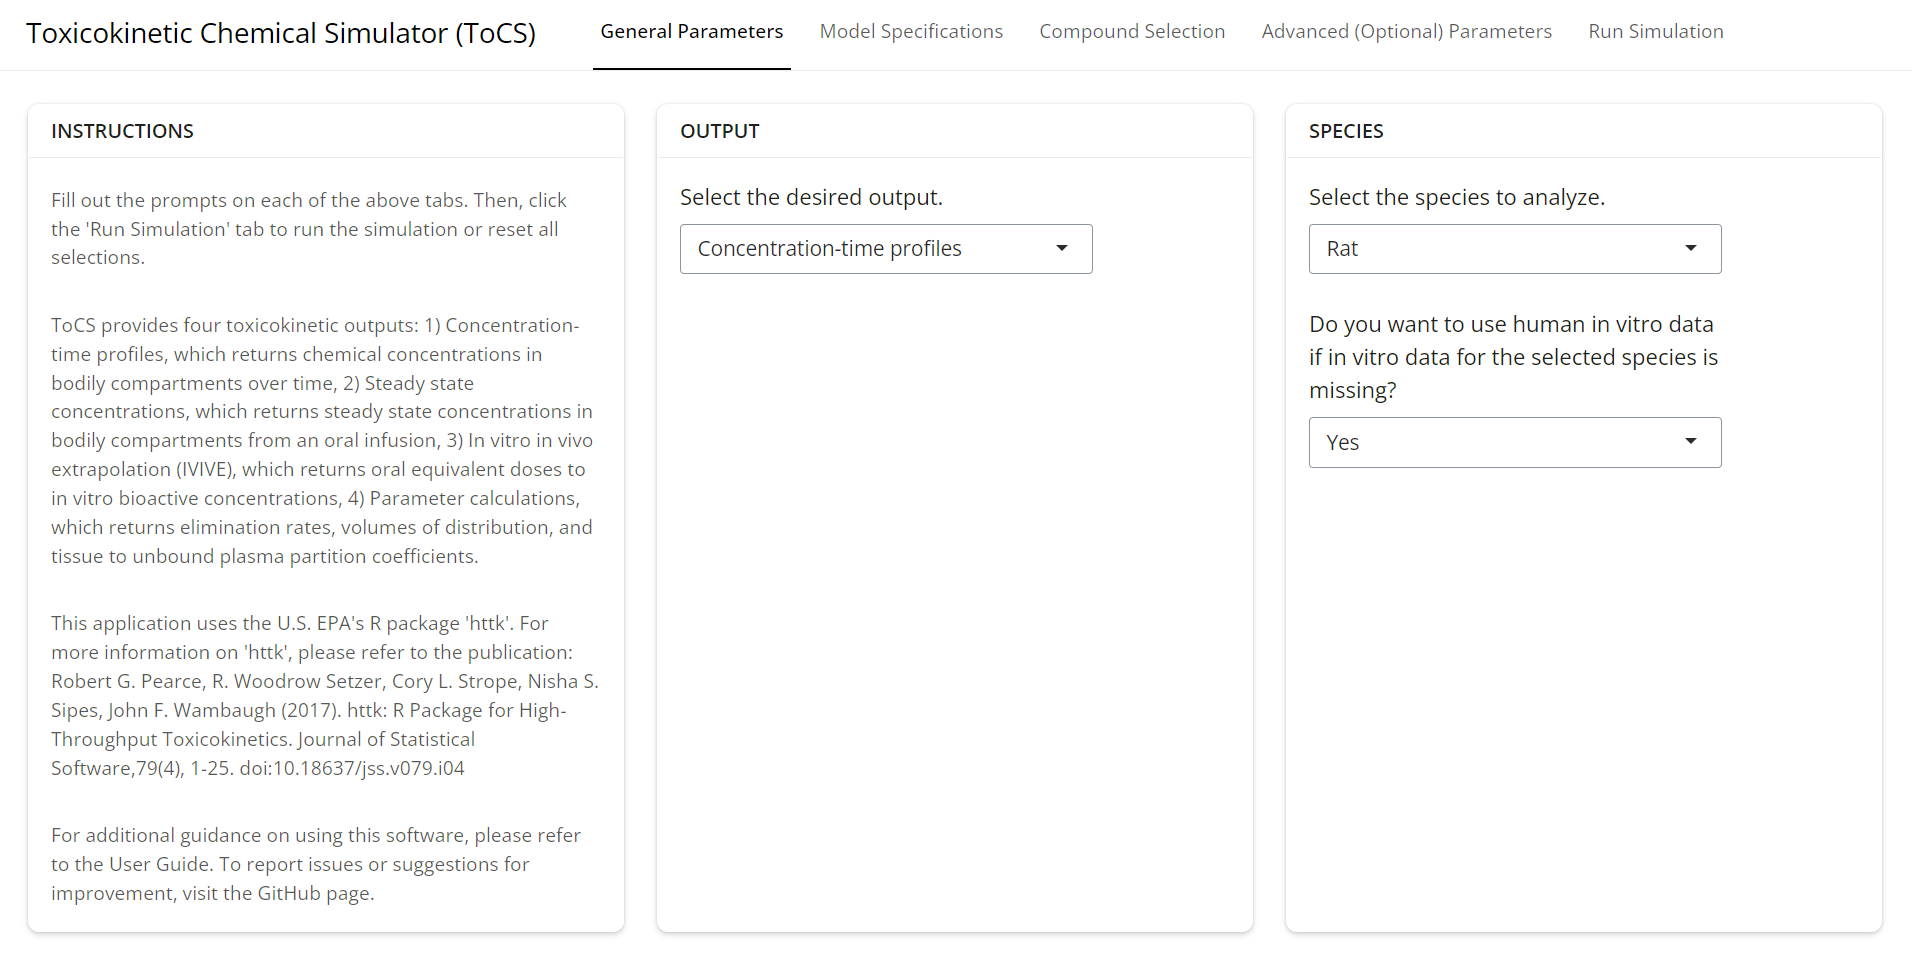 Toxicokinetic Chemical Simulator (ToCS)
General Parameters
Model Specifications
Compound Selection
Advanced (Optional) Parameters
Run Simulation
INSTRUCTIONS
Fill out the prompts on each of the above tabs. Then, click
the 'Run Simulation' tab to run the simulation or reset all
selections.
ToCS provides four toxicokinetic outputs: 1) Concentration-
time profiles, which returns chemical concentrations in
bodily compartments over time, 2) Steady state
concentrations, which returns steady state concentrations in
bodily compartments from an oral infusion, 3) In vitro in vivo
extrapolation (IVIVE), which returns oral equivalent doses to
in vitro bioactive concentrations, 4) Parameter calculations,
which returns elimination rates, volumes of distribution, and
tissue to unbound plasma partition coefficients.
This application uses the U.S. EPA's R package 'httk'. For
more information on 'httk', please refer to the publication:
Robert G. Pearce, R. Woodrow Setzer, Cory L. Strope, Nisha S.
Sipes, John F. Wambaugh (2017). httk: R Package for High-
Throughput Toxicokinetics. Journal of Statistical
Software,79(4), 1-25. doi:10.18637/jss.v079.i04
For additional guidance on using this software, please refer
to the User Guide. To report issues or suggestions for
improvement, visit the GitHub page.
OUTPUT
Select the desired output.
Concentration-time profiles
SPECIES
Select the species to analyze.
Rat
Do you want to use human in vitro data
if in vitro data for the selected species is
missing?
Yes